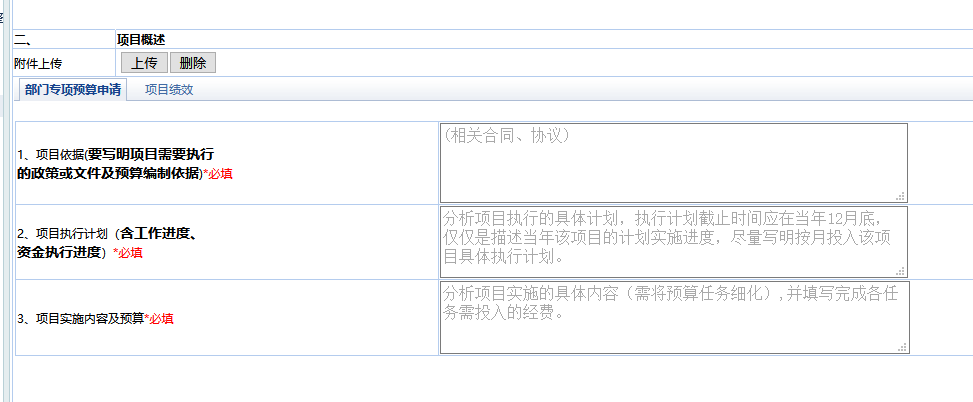 二、 项目概述
附件上传 上传 删除
部门专项预算申请 项目绩效
1、项目依据(要写明项目需要执行
的政策或文件及预算编制依据)*必填
(相关合同、协议)
2、项目执行计划（含工作进度、
资金执行进度）*必填
分析项目执行的具体计划，执行计划截止时间应在当年12月底，
仅仅是描述当年该项目的计划实施进度，尽量写明按月投入该项
目具体执行计划。
3、项目实施内容及预算*必填
分析项目实施的具体内容（需将预算任务细化）,并填写完成各任
务需投入的经费。